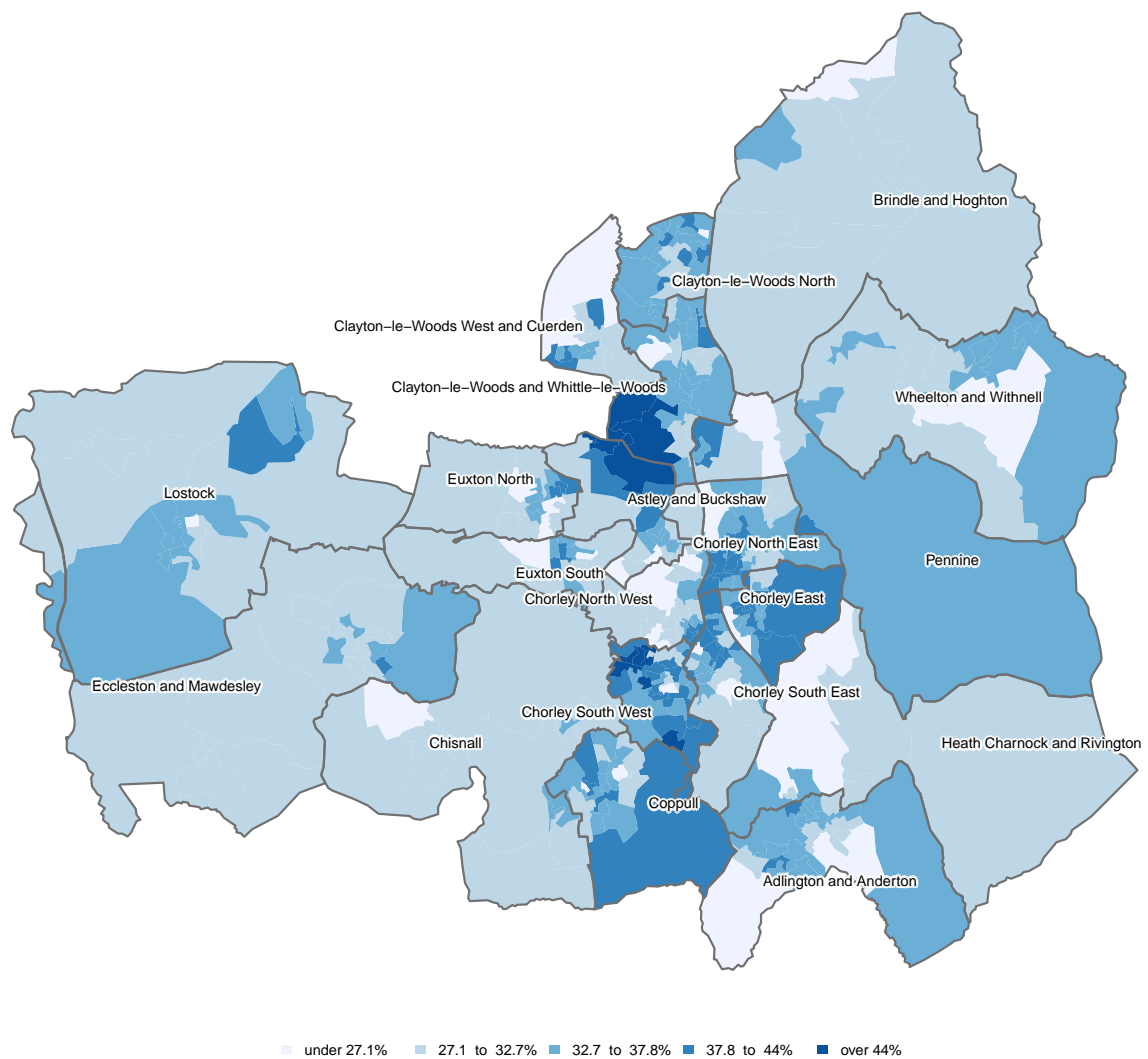 Brindle and Hoghton
Clayton−le−Woods North
Clayton−le−Woods West and Cuerden
Clayton−le−Woods and Whittle−le−Woods
Wheelton and Withnell
Euxton North
Lostock
Astley and Buckshaw
Chorley North East
Pennine
Euxton South
Chorley North West
Chorley East
Eccleston and Mawdesley
Chorley South East
Chorley South West
Chisnall
Heath Charnock and Rivington
Coppull
Adlington and Anderton
under 27.1% 27.1 to 32.7% 32.7 to 37.8% 37.8 to 44% over 44%